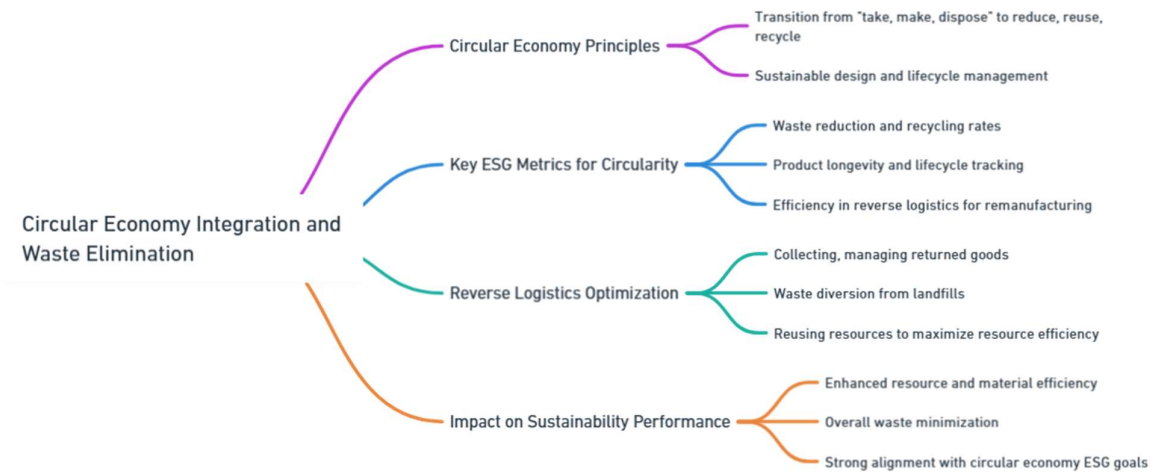 Circular Economy Integration and
Waste Elimination
Circular Economy Principles
Transition from "take, make, dispose" to reduce, reuse,
recycle
Sustainable design and lifecycle management
Key ESG Metrics for Circularity
Waste reduction and recycling rates
Product longevity and lifecycle tracking
Efficiency in reverse logistics for remanufacturing
Reverse Logistics Optimization
Collecting, managing returned goods
Waste diversion from landfills
Reusing resources to maximize resource efficiency
Impact on Sustainability Performance
Enhanced resource and material efficiency
Overall waste minimization
Strong alignment with circular economy ESG goals